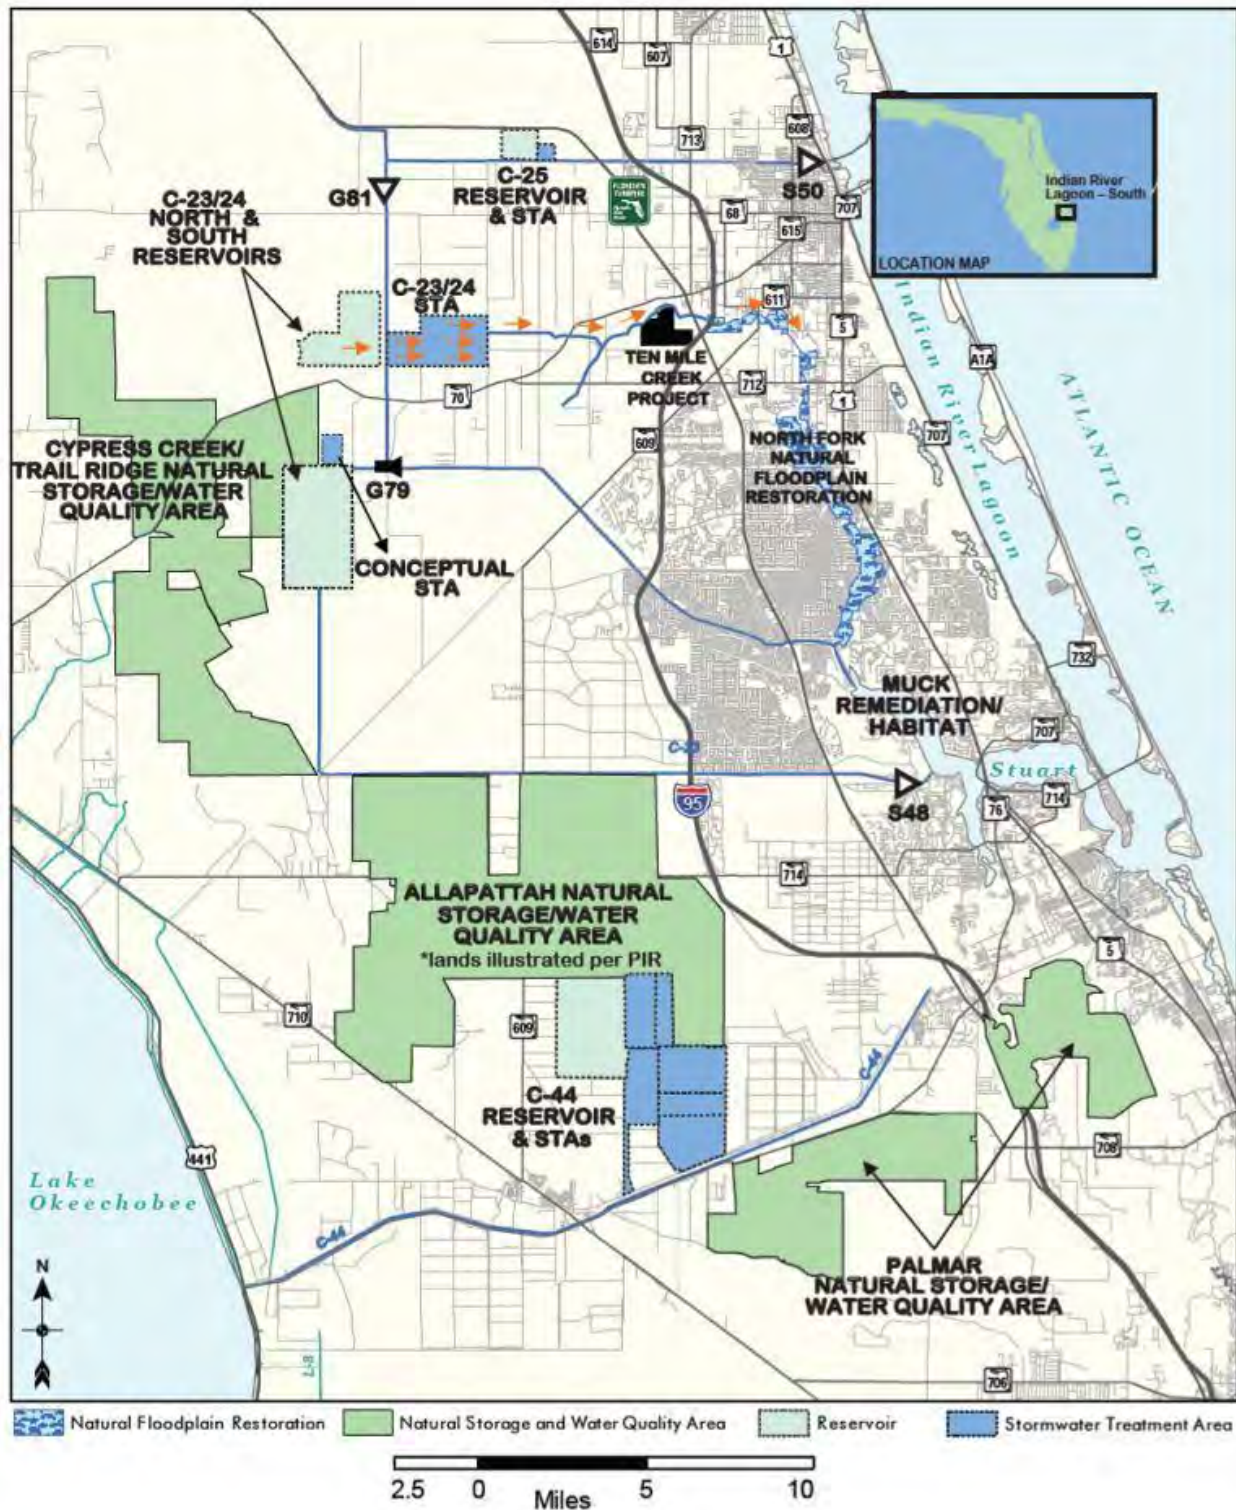 614
607
1
713
608
C-25
RESERVOIR
& STA
S50
G81
C-23/24
NORTH &
SOUTH
RESERVOIRS
68
615
707
Indian River
Lagoon – South
LOCATION MAP
C-23/24
STA
611
5
TEN MILE
CREEK
PROJECT
70
712
1
A1A
Indian River Lagoon
ATLANTIC OCEAN
CYPRESS CREEK/
TRAIL RIDGE NATURAL
STORAGE/WATER
QUALITY AREA
G79
609
NORTH FORK
NATURAL
FLOODPLAIN
RESTORATION
707
CONCEPTUAL
STA
732
MUCK
REMEDIATION/
HABITAT
707
C-23
Stuart
95
S48
76
714
714
ALLAPATTAH NATURAL
STORAGE/WATER
QUALITY AREA
*lands illustrated per PIR
5
710
609
C-44
C-44
RESERVOIR
& STAs
708
441
Lake
Okeechobee
C-44
PALMAR
NATURAL STORAGE/
WATER QUALITY AREA
N
L-8
706
Natural Floodplain Restoration
Natural Storage and Water Quality Area
Reservoir
Stormwater Treatment Area
2.5 0 5 10
Miles